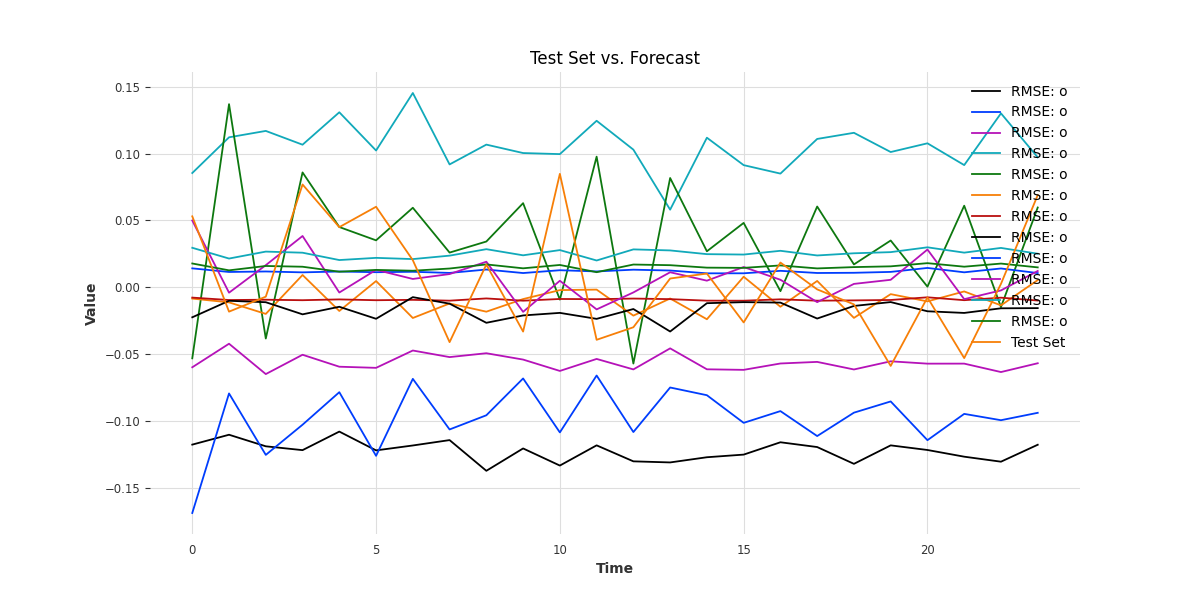 Test Set vs. Forecast
Value
0.15
0.10
0.05
0.00
−0.05
−0.10
−0.15
RMSE: o
RMSE: o
RMSE: o
RMSE: o
RMSE: o
RMSE: o
RMSE: o
RMSE: o
RMSE: o
RMSE: o
RMSE: o
RMSE: o
Test Set
0 5 10 15 20
Time